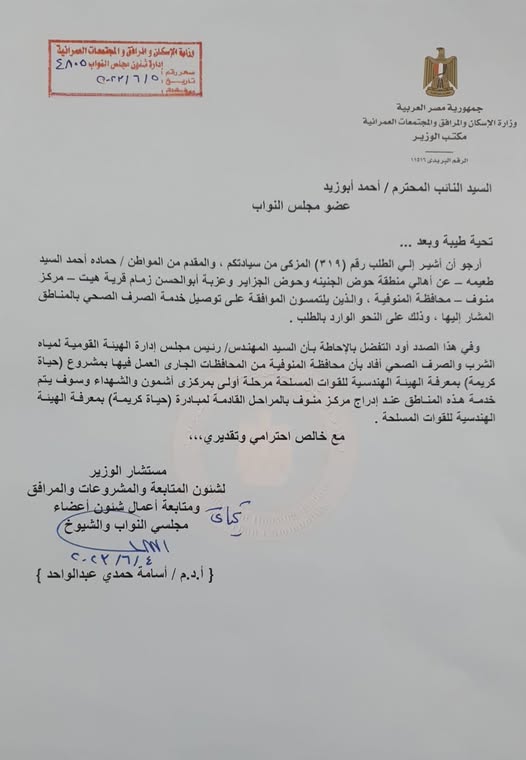 وزارة الإسكان والمرافق والمجتمعات العمرانية
إدارة شئون مجلس النواب
صادر رقم : ٤٨٠٥
تاريخ : ٢٠٢٢/٦/٥
جمهورية مصر العربية
وزارة الإسكان والمرافق والمجتمعات العمرانية
مكتب الوزير
الرقم البريدى ١١٥١٦
السيد النائب المحترم / أحمد أبوزيد
عضو مجلس النواب
تحية طيبة وبعد ...
أرجو أن أشير إلي الطلب رقم (٣١٩) المزكى من سيادتكم ، والمقدم من المواطن / حماده أحمد السيد
طعيمه – عن أهالي منطقة حوض الجنينه وحوض الجزاير وعزبة أبوالحسن زمام قرية هيت – مركز
منوف – محافظة المنوفية ، والذين يلتمسون الموافقة على توصيل خدمة الصرف الصحي بالمناطق
المشار إليها ، وذلك على النحو الوارد بالطلب .
وفي هذا الصدد أود التفضل بالإحاطة بأن السيد المهندس/ رئيس مجلس إدارة الهيئة القومية لمياه
الشرب والصرف الصحي أفاد بأن محافظة المنوفية من المحافظات الجارى العمل فيها بمشروع (حياة
كريمة) بمعرفة الهيئة الهندسية للقوات المسلحة مرحلة أولى بمركزى أشمون والشهداء وسوف يتم
خدمة هذه المناطق عند إدراج مركز منوف بالمراحل القادمة لمبادرة (حياة كريمة) بمعرفة الهيئة
الهندسية للقوات المسلحة .
مع خالص احترامي وتقديري،،،
مستشار الوزير
لشئون المتابعة والمشروعات والمرافق
ومتابعة أعمال شئون أعضاء
مجلسي النواب والشيوخ
٢٠٢٢/٦/٤
{ أ.د.م / أسامة حمدي عبدالواحد }